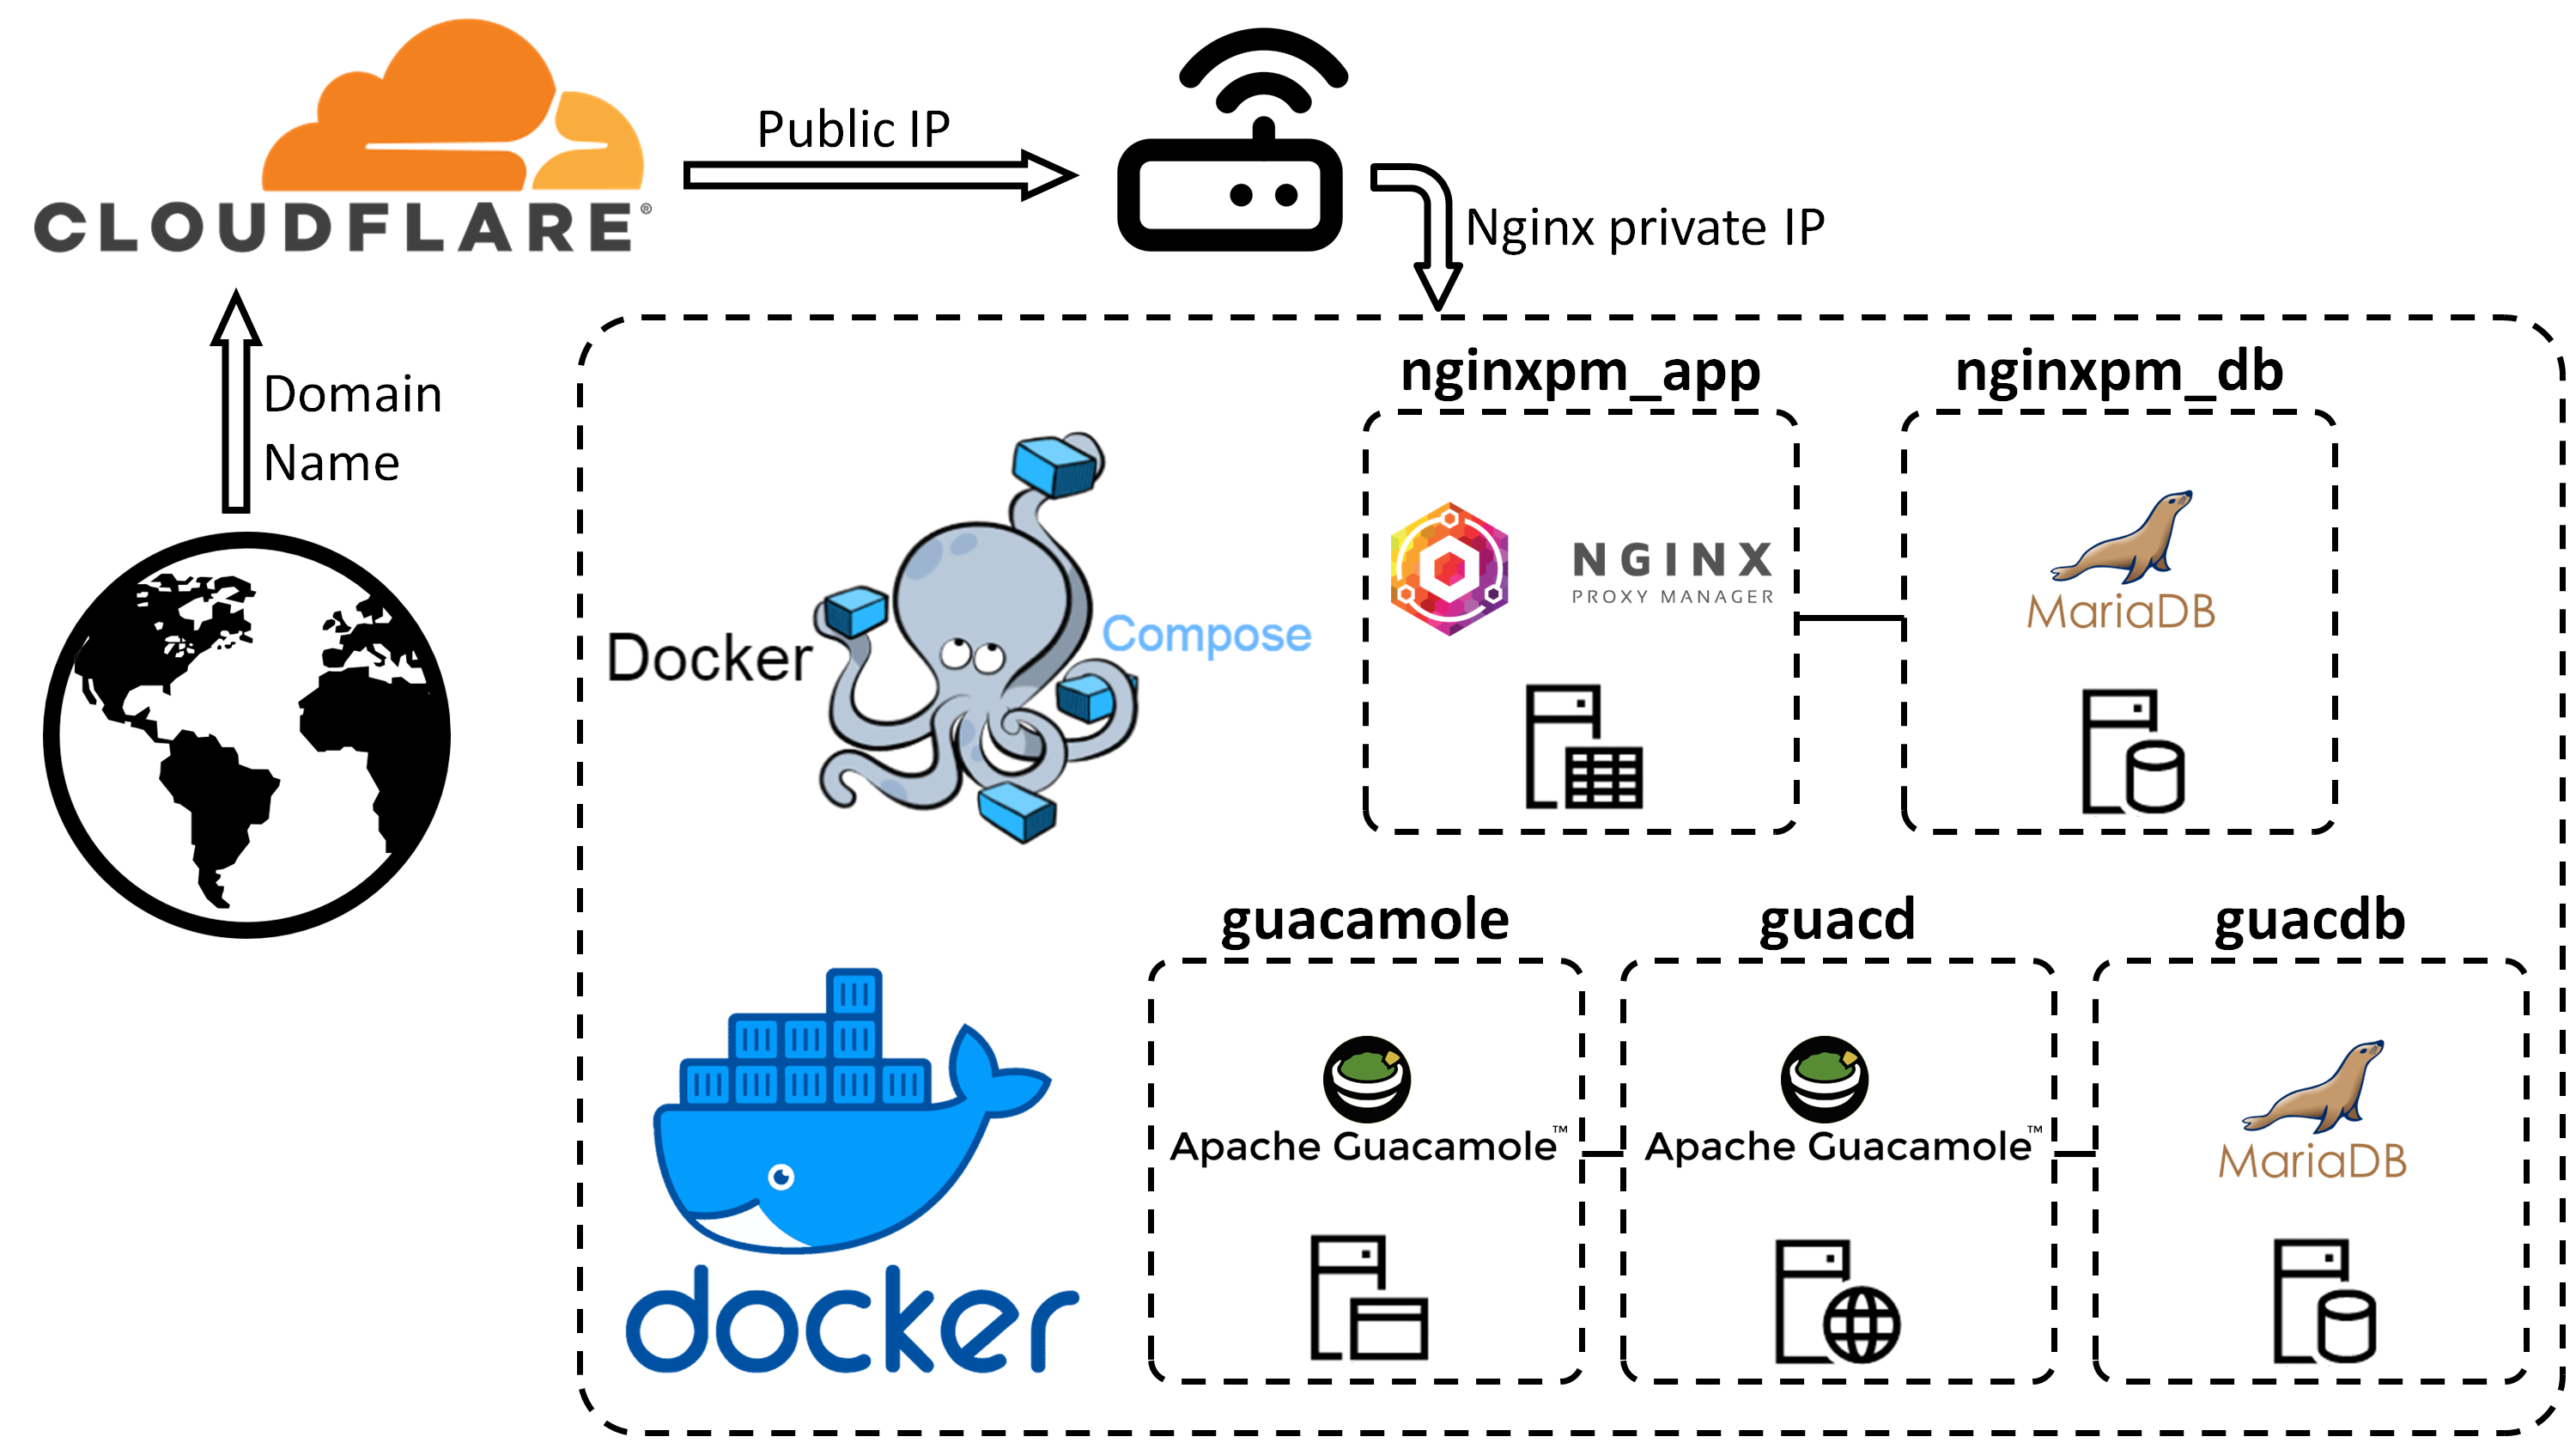 CLOUDFLARE®
Public IP
Nginx private IP
Domain
Name
nginxpm_app
nginxpm_db
NGINX
PROXY MANAGER
MariaDB
Docker
Compose
guacamole
guacd
guacdb
Apache Guacamole™
Apache Guacamole™
MariaDB
docker